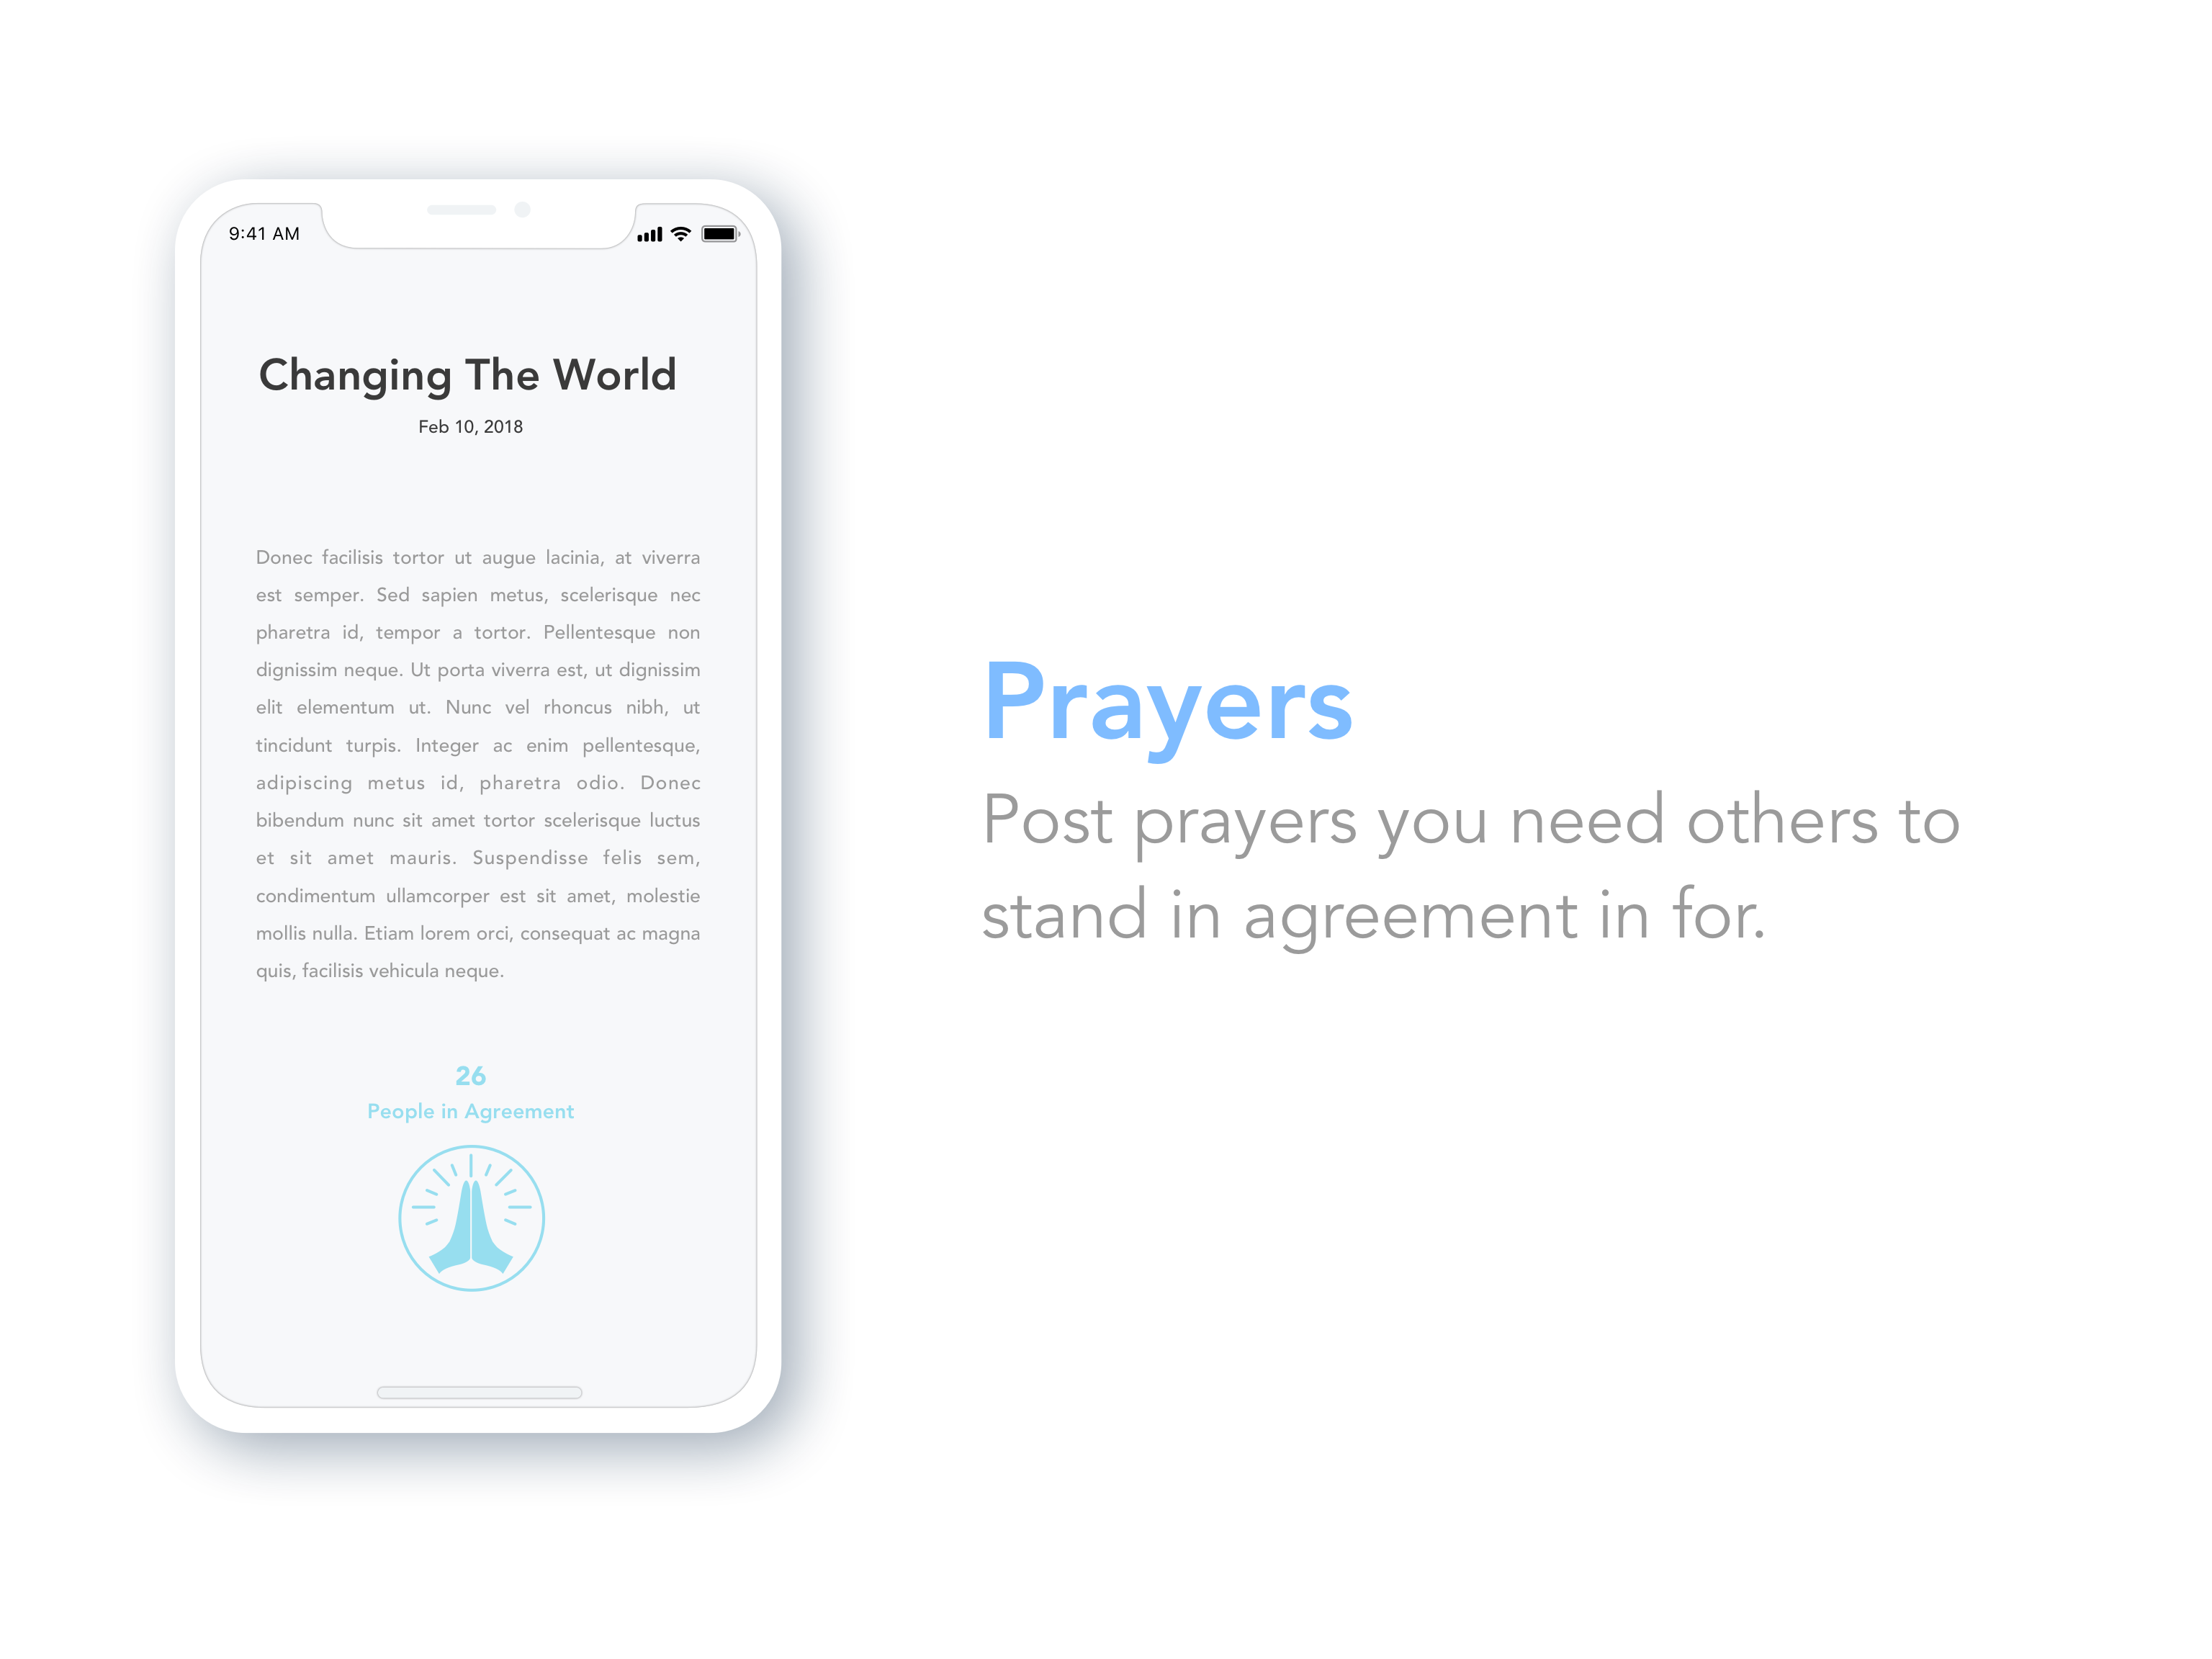 9:41 AM
Changing The World
Feb 10, 2018
Donec facilisis tortor ut augue lacinia, at viverra
est semper. Sed sapien metus, scelerisque nec
pharetra id, tempor a tortor. Pellentesque non
dignissim neque. Ut porta viverra est, ut dignissim
elit elementum ut. Nunc vel rhoncus nibh, ut
tincidunt turpis. Integer ac enim pellentesque,
adipiscing metus id, pharetra odio. Donec
bibendum nunc sit amet tortor scelerisque luctus
et sit amet mauris. Suspendisse felis sem,
condimentum ullamcorper est sit amet, molestie
mollis nulla. Etiam lorem orci, consequat ac magna
quis, facilisis vehicula neque.
26
People in Agreement
Prayers
Post prayers you need others to
stand in agreement in for.